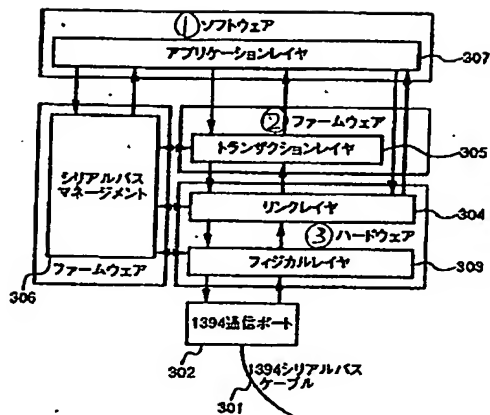 ①ソフトウェア
アプリケーションレイヤ
307
②ファームウェア
トランザクションレイヤ
305
シリアルバス
マネージメント
リンクレイヤ
304
③ハードウェア
フィジカルレイヤ
303
ファームウェア
306
1394通信ポート
302
1394シリアルバス
ケーブル
301